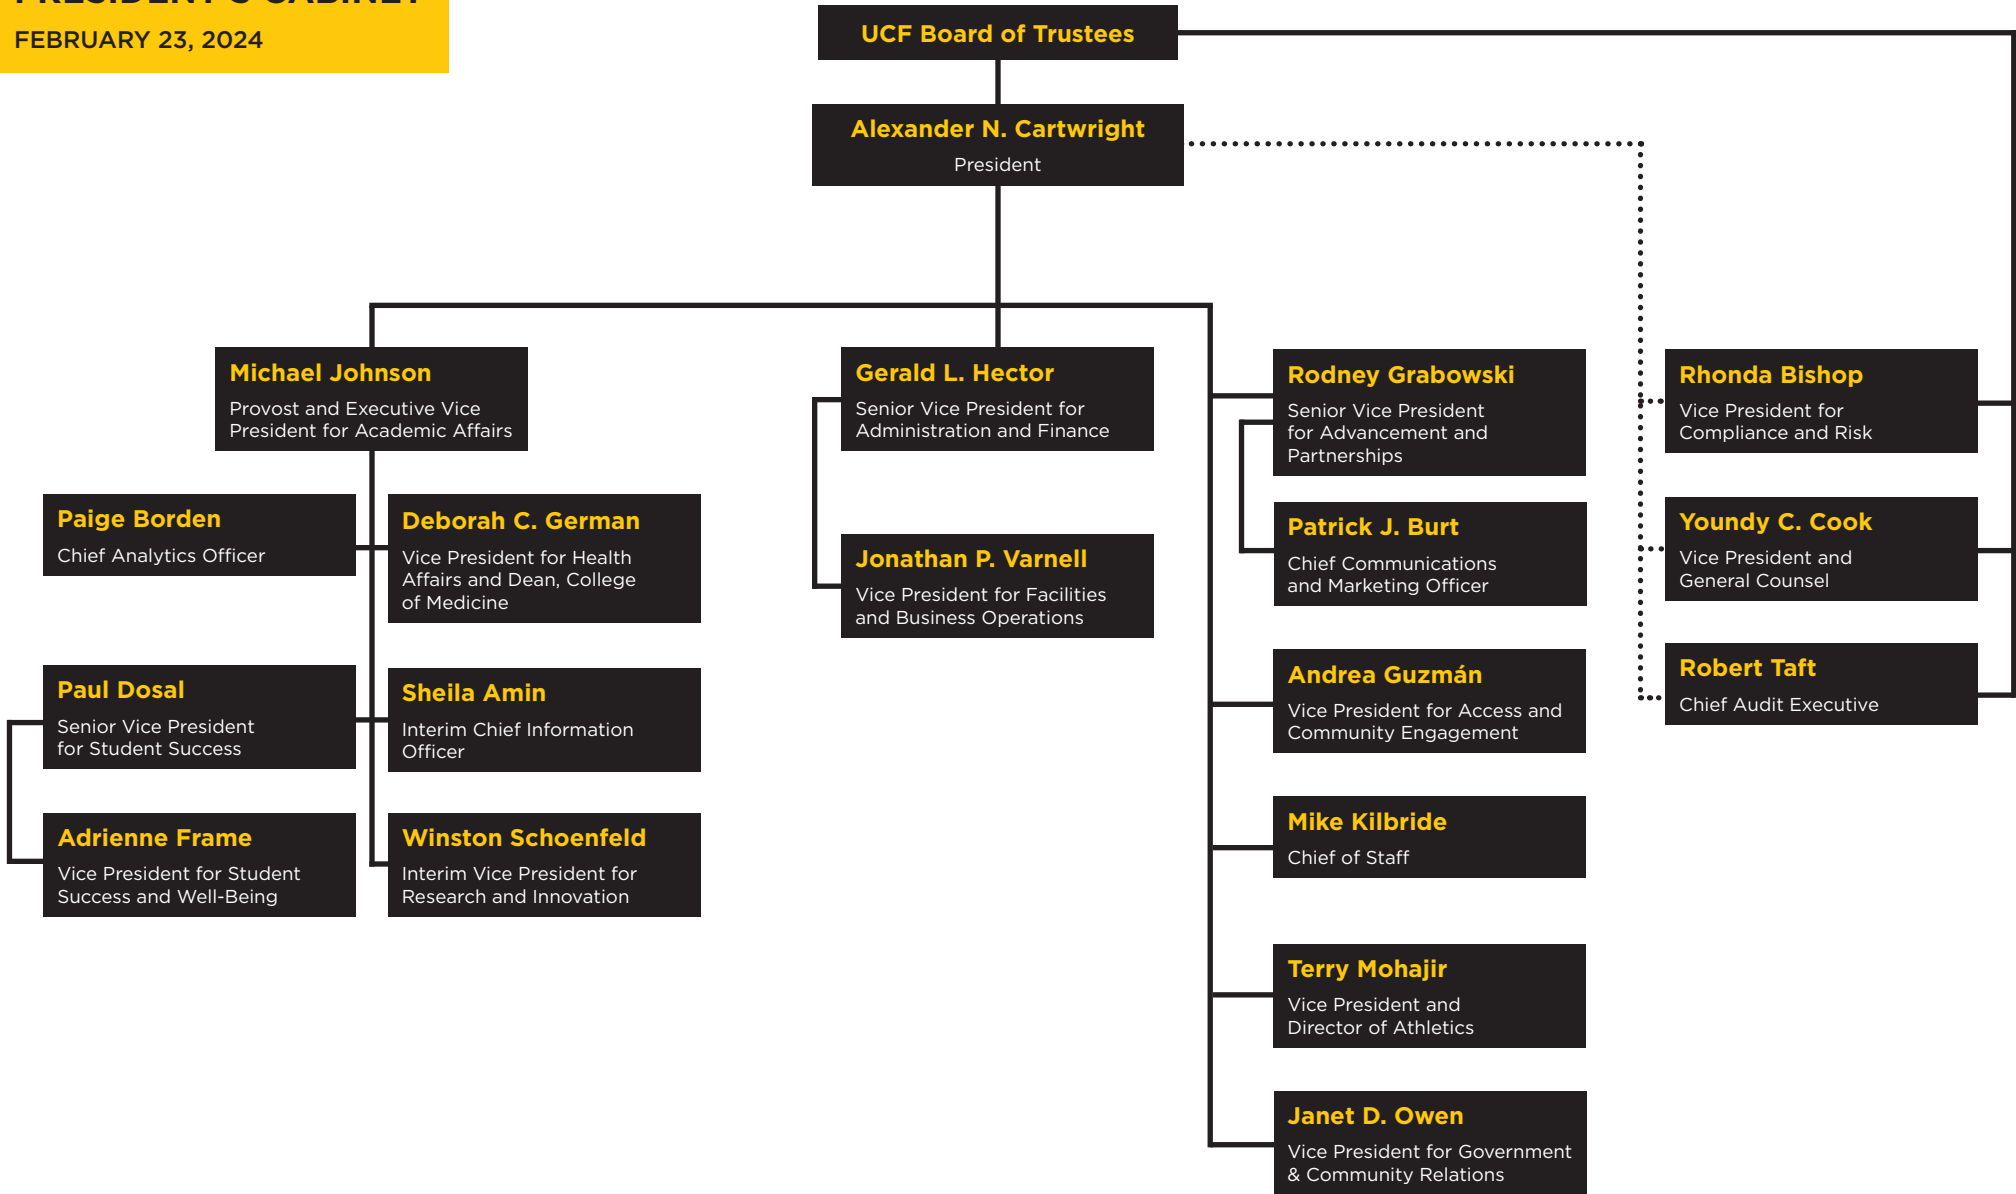 PRESIDENT'S CABINET
FEBRUARY 23, 2024
UCF Board of Trustees
Alexander N. Cartwright
President
Michael Johnson
Provost and Executive Vice
President for Academic Affairs
Paige Borden
Chief Analytics Officer
Deborah C. German
Vice President for Health
Affairs and Dean, College
of Medicine
Paul Dosal
Senior Vice President
for Student Success
Sheila Amin
Interim Chief Information
Officer
Adrienne Frame
Vice President for Student
Success and Well-Being
Winston Schoenfeld
Interim Vice President for
Research and Innovation
Gerald L. Hector
Senior Vice President for
Administration and Finance
Jonathan P. Varnell
Vice President for Facilities
and Business Operations
Rodney Grabowski
Senior Vice President
for Advancement and
Partnerships
Patrick J. Burt
Chief Communications
and Marketing Officer
Andrea Guzmán
Vice President for Access and
Community Engagement
Mike Kilbride
Chief of Staff
Terry Mohajir
Vice President and
Director of Athletics
Janet D. Owen
Vice President for Government
& Community Relations
Rhonda Bishop
Vice President for
Compliance and Risk
Youndy C. Cook
Vice President and
General Counsel
Robert Taft
Chief Audit Executive